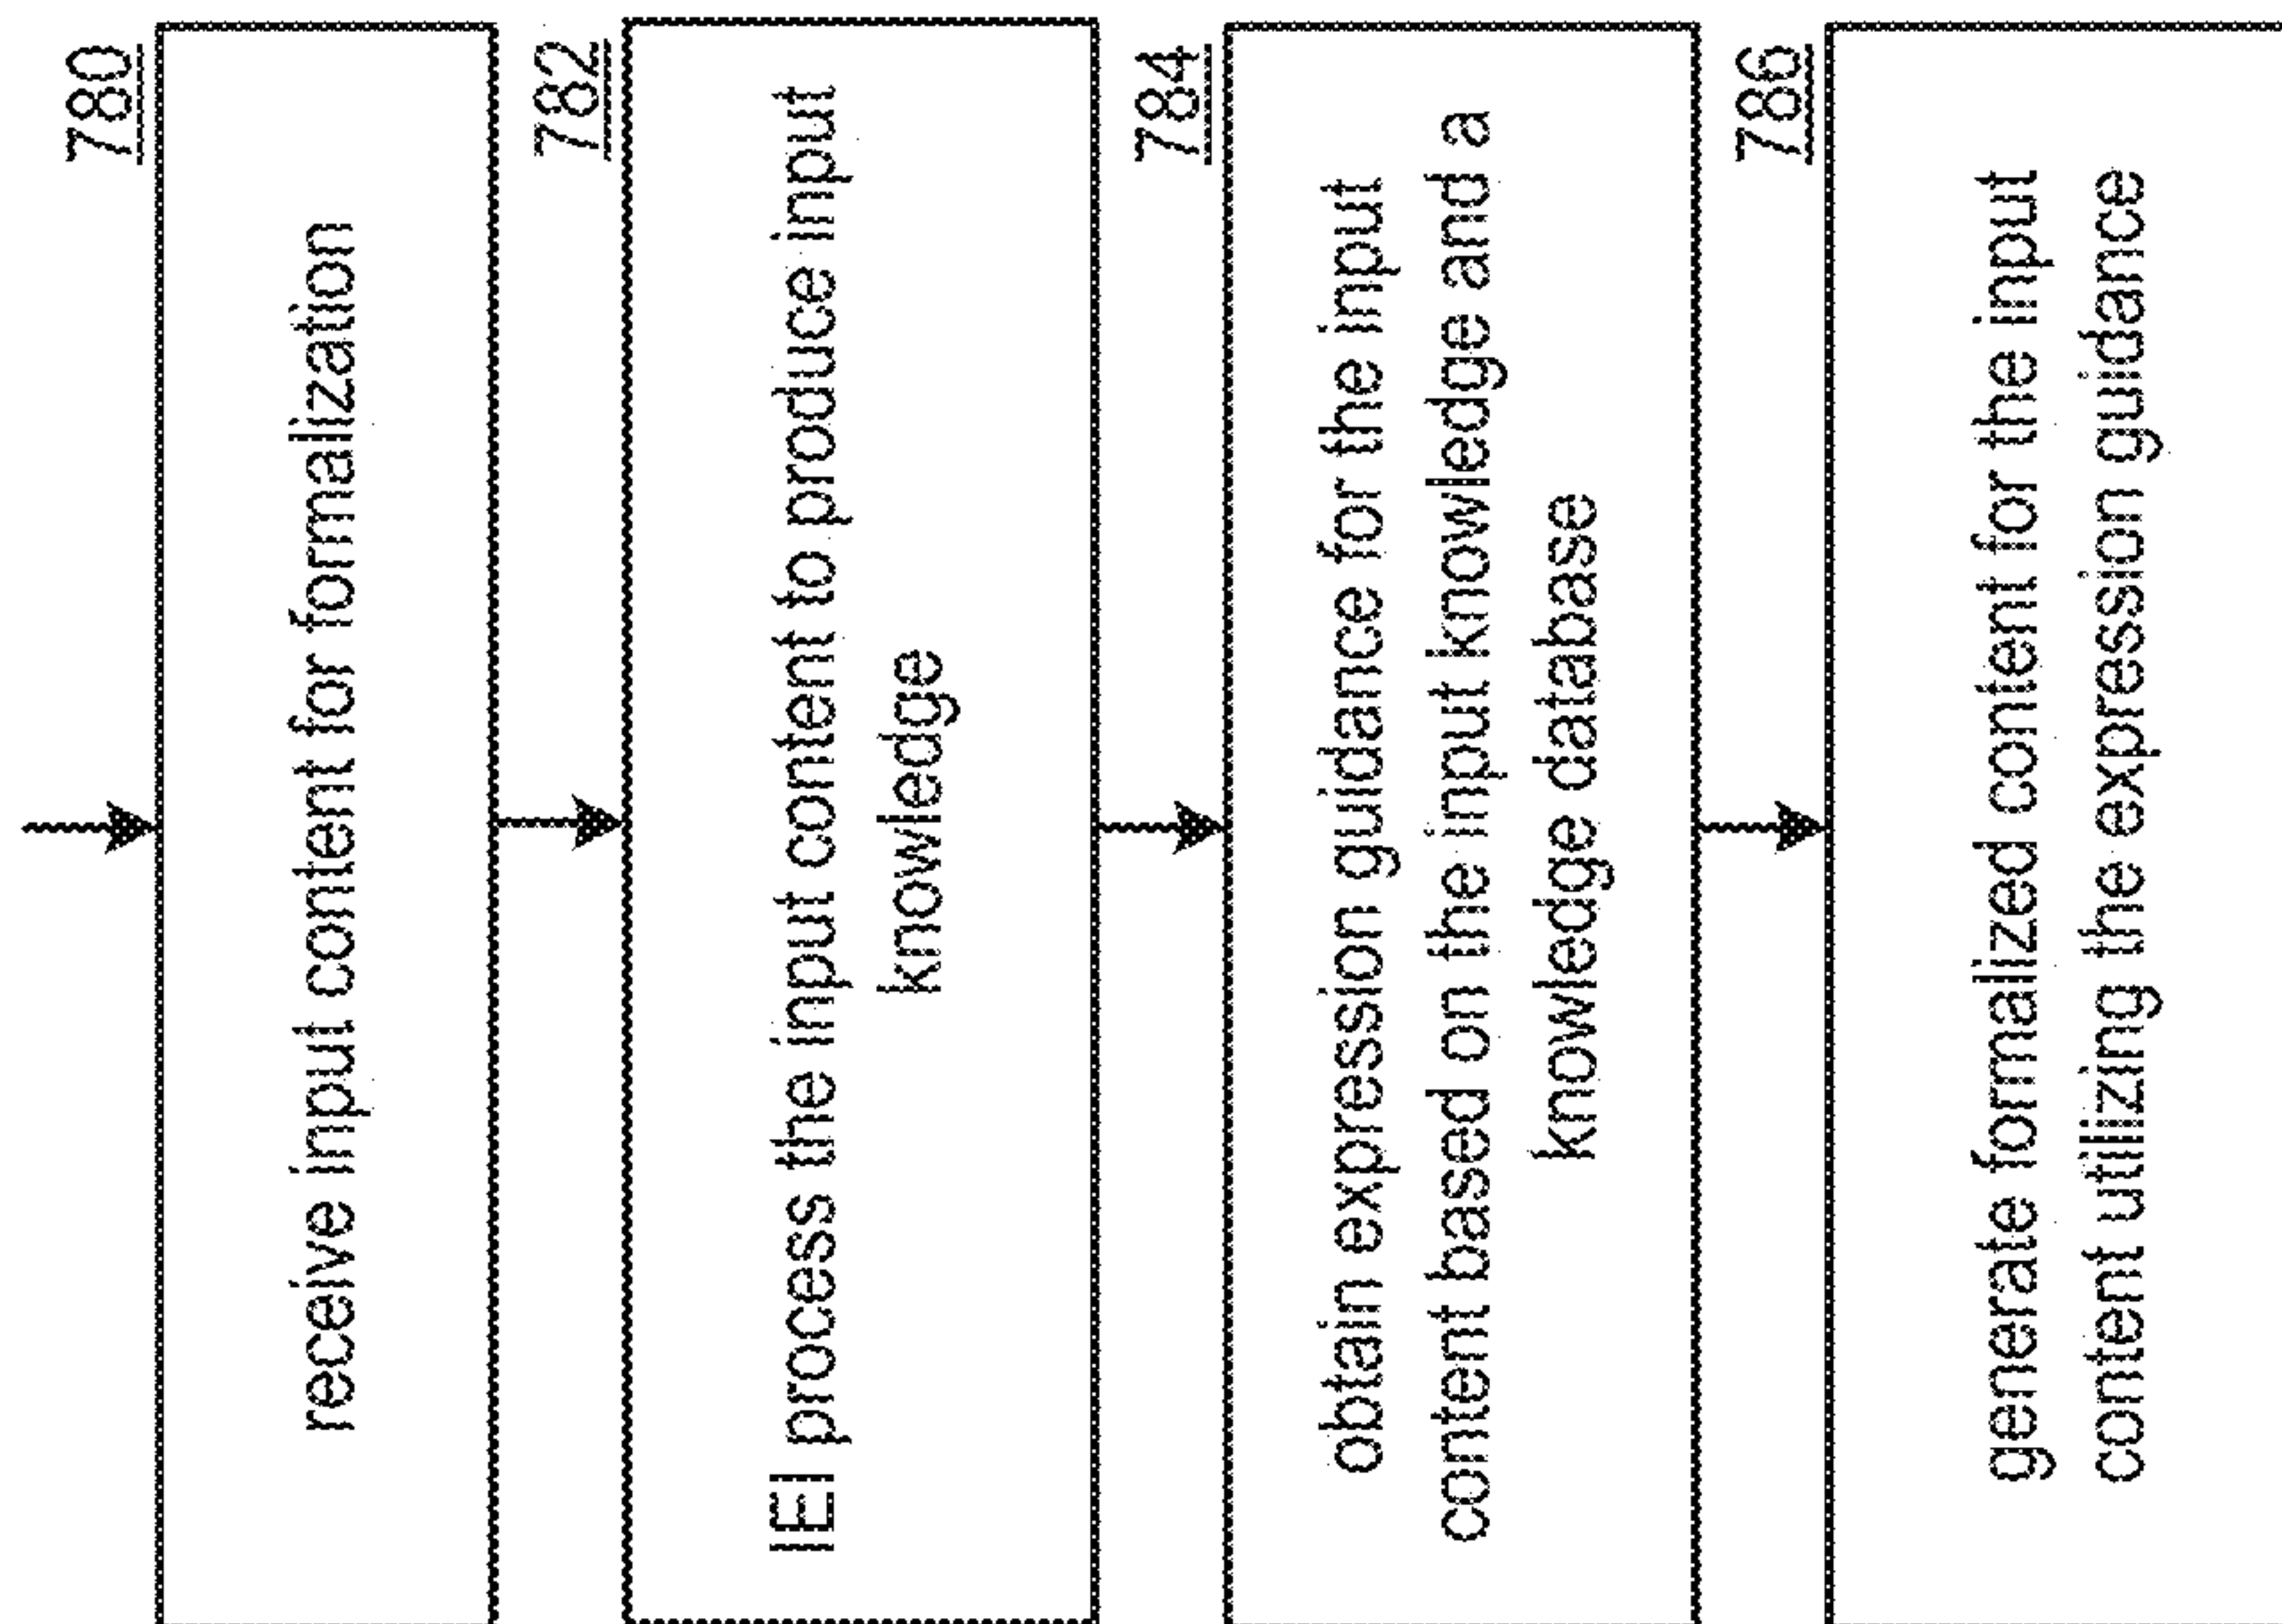 780
receive input content for formalization
782
IEI process the input content to produce input
knowledge
784
obtain expression guidance for the input
content based on the input knowledge and a
knowledge database
786
generate formalized content for the input
content utilizing the expression guidance